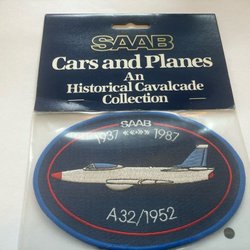 SAAB
Cars and Planes
An
Historical Cavalcade
Collection
SAAB
1937 «‹›» 1987
A32/1952